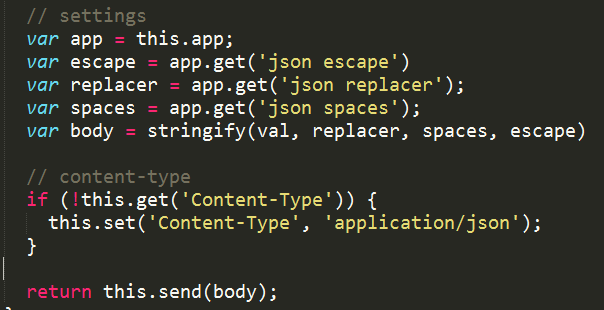 // settings
var app = this.app;
var escape = app.get('json escape')
var replacer = app.get('json replacer');
var spaces = app.get('json spaces');
var body = stringify(val, replacer, spaces, escape)
// content-type
if (!this.get('Content-Type')) {
this.set('Content-Type', 'application/json');
}
return this.send(body);